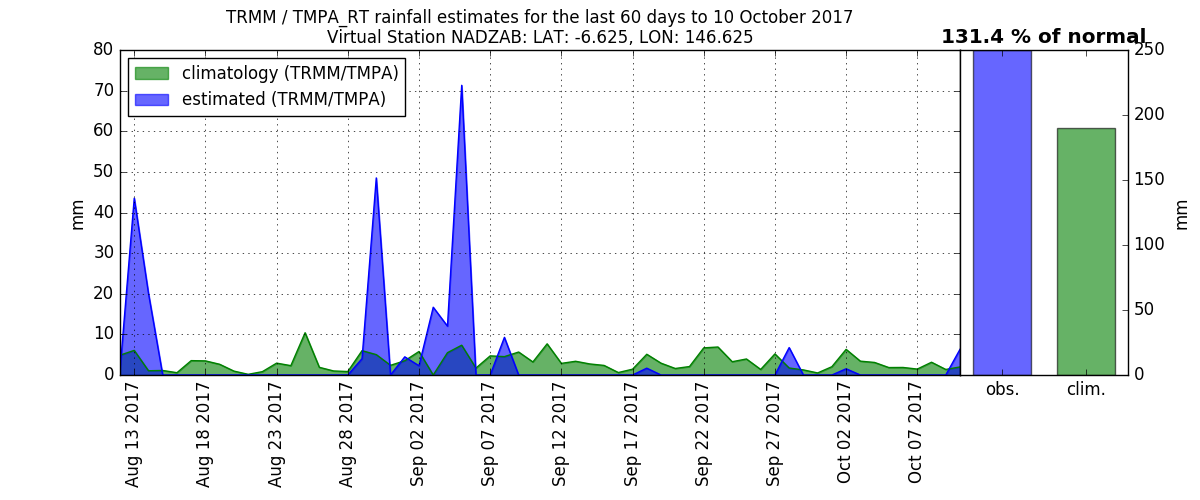 TRMM / TMPA_RT rainfall estimates for the last 60 days to 10 October 2017
Virtual Station NADZAB: LAT: -6.625, LON: 146.625
131.4 % of normal
climatology (TRMM/TMPA)
estimated (TRMM/TMPA)
80
70
60
50
40
30
20
10
0
mm
Aug 13 2017
Aug 18 2017
Aug 23 2017
Aug 28 2017
Sep 02 2017
Sep 07 2017
Sep 12 2017
Sep 17 2017
Sep 22 2017
Sep 27 2017
Oct 02 2017
Oct 07 2017
250
200
150
100
50
0
mm
obs.
clim.